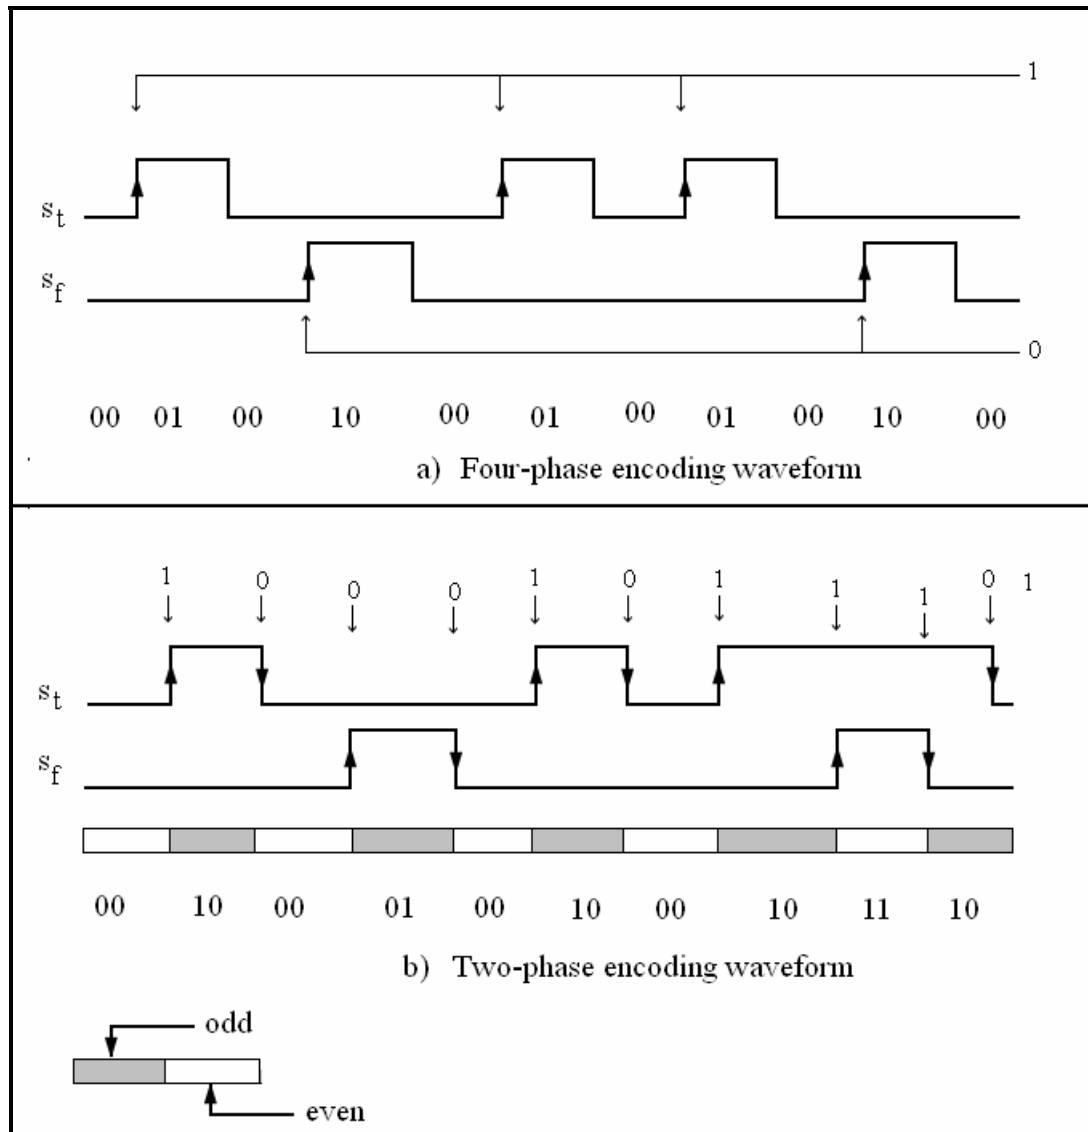 1
s_t
s_f
0
00 01 00 10 00 01 00 01 00 10 00
a) Four-phase encoding waveform
1 0 0 0 1 0 1 1 1 0 1
s_t
s_f
00 10 00 01 00 10 00 10 11 10
b) Two-phase encoding waveform
odd
even